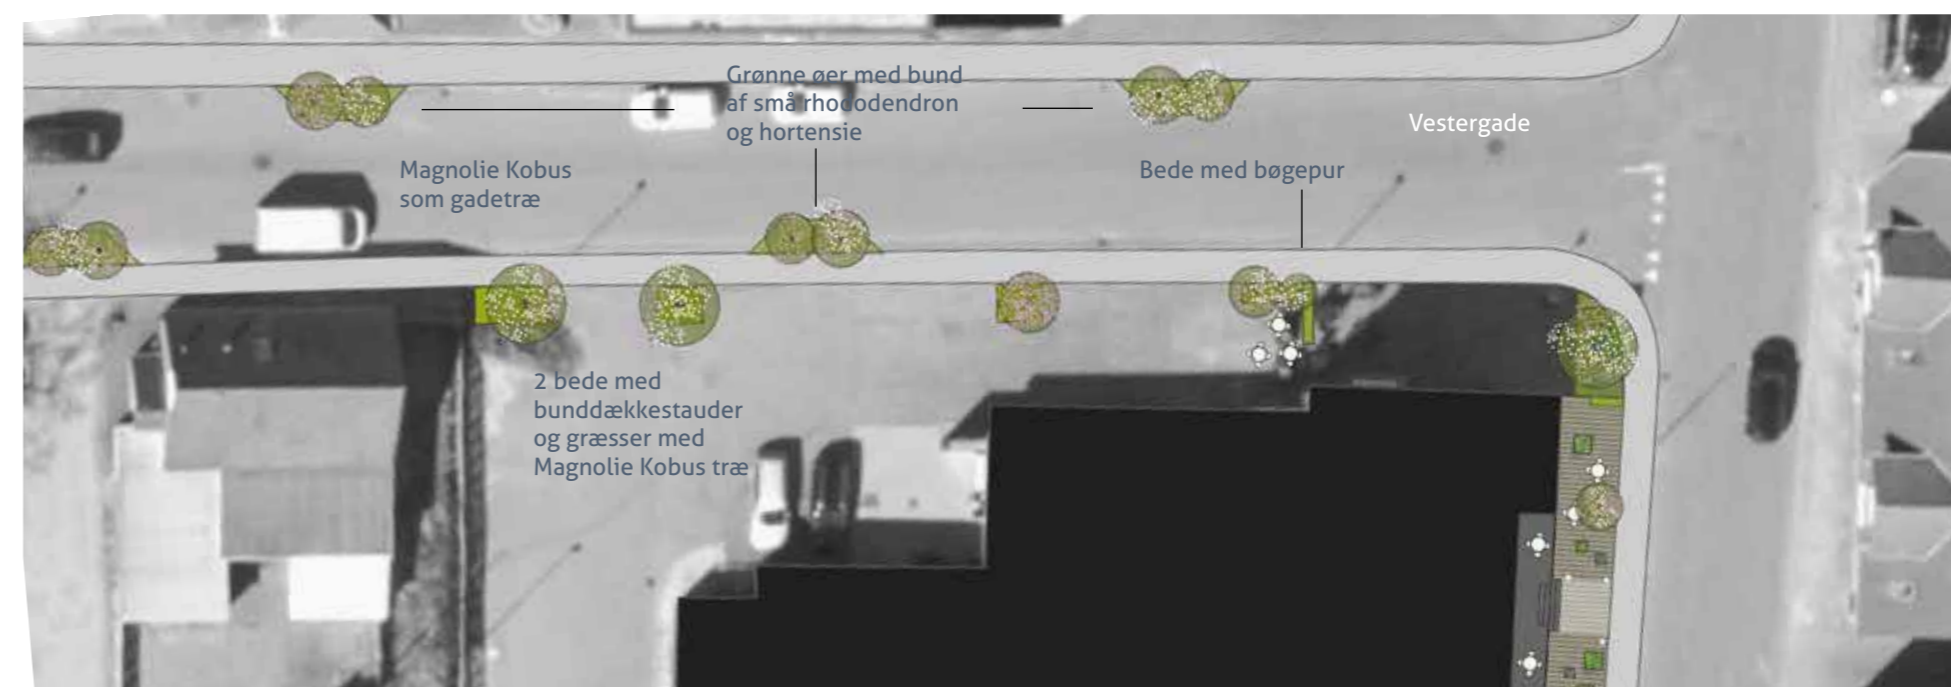 Grønne øer med bund
af små rhododendron
og hortensie
Vestergade
Magnolie Kobus
som gadetræ
Bede med bøgepur
2 bede med
bunddækkestauder
og græsser med
Magnolie Kobus træ